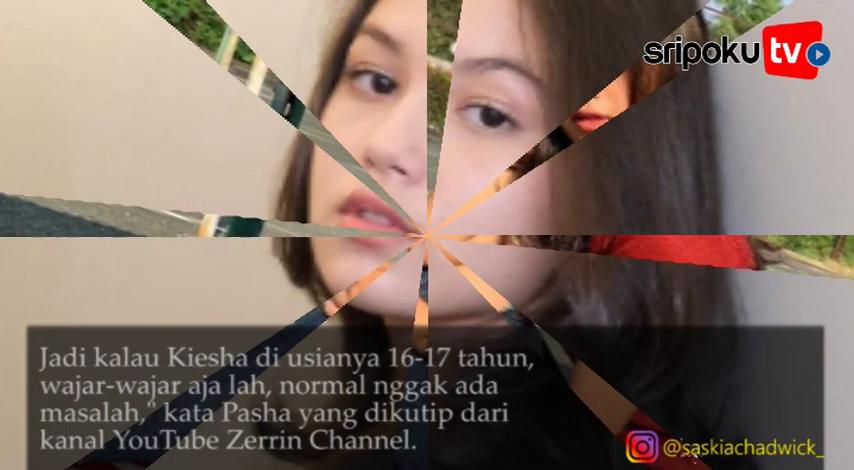 sripoku tv
Jadi kalau Kiesha di usianya 16-17 tahun,
wajar-wajar aja lah, normal nggak ada
masalah," kata Pasha yang dikutip dari
kanal YouTube Zerrin Channel.
@saskiachadwick_